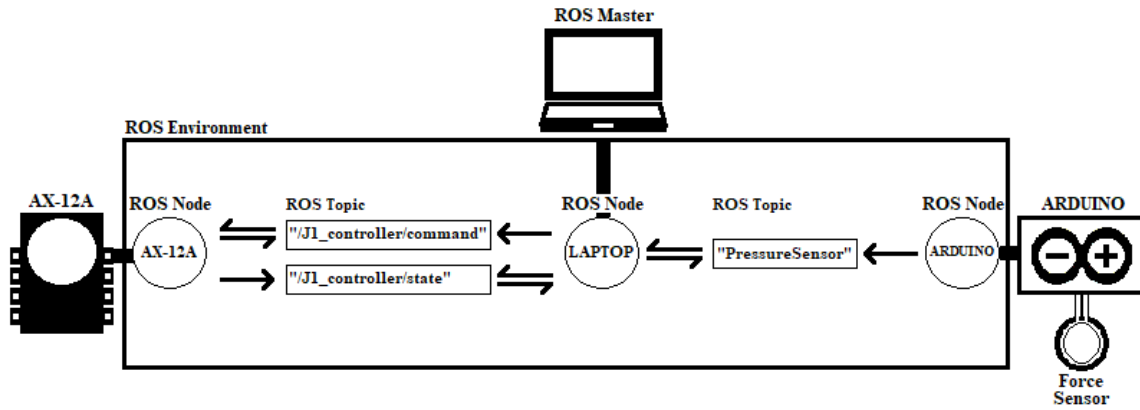 ROS Master
ROS Environment
AX-12A
ROS Node
ROS Topic
ROS Node
ROS Topic
ROS Node
ARDUINO
"/J1_controller/command"
AX-12A
LAPTOP
"PressureSensor"
ARDUINO
"/J1_controller/state"
Force
Sensor